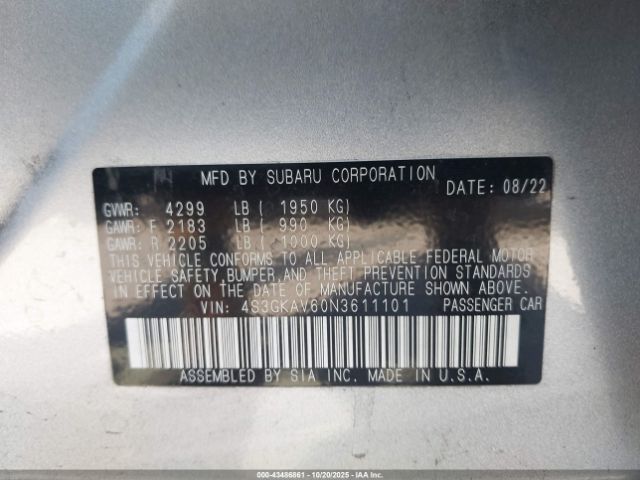 MFD BY SUBARU CORPORATION
DATE: 08/22
GVWR: 4299 LB ( 1950 KG)
GAWR: F 2183 LB ( 990 KG)
GAWR: R 2205 LB ( 1000 KG)
THIS VEHICLE CONFORMS TO ALL APPLICABLE FEDERAL MOTOR
VEHICLE SAFETY, BUMPER, AND THEFT PREVENTION STANDARDS
IN EFFECT ON THE DATE OF MANUFACTURE SHOWN ABOVE.
VIN: 4S3GKAV60N3611101 PASSENGER CAR
ASSEMBLED BY SIA INC. MADE IN U.S.A.
000-43486861 - 10/20/2025 - © IAA, Inc. - All Rights Reserved